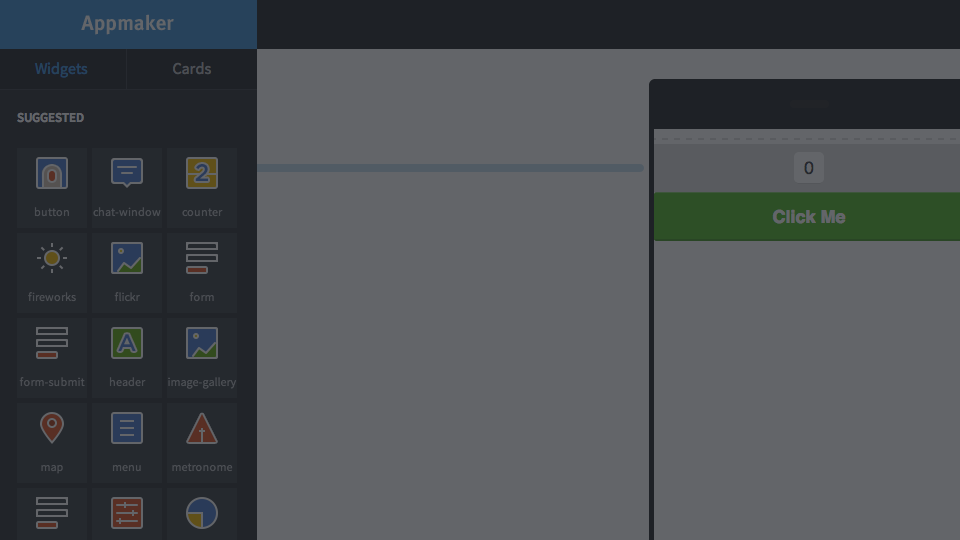 Appmaker
Widgets
Cards
SUGGESTED
button
chat-window
counter
fireworks
flickr
form
form-submit
header
image-gallery
map
menu
metronome
0
Click Me